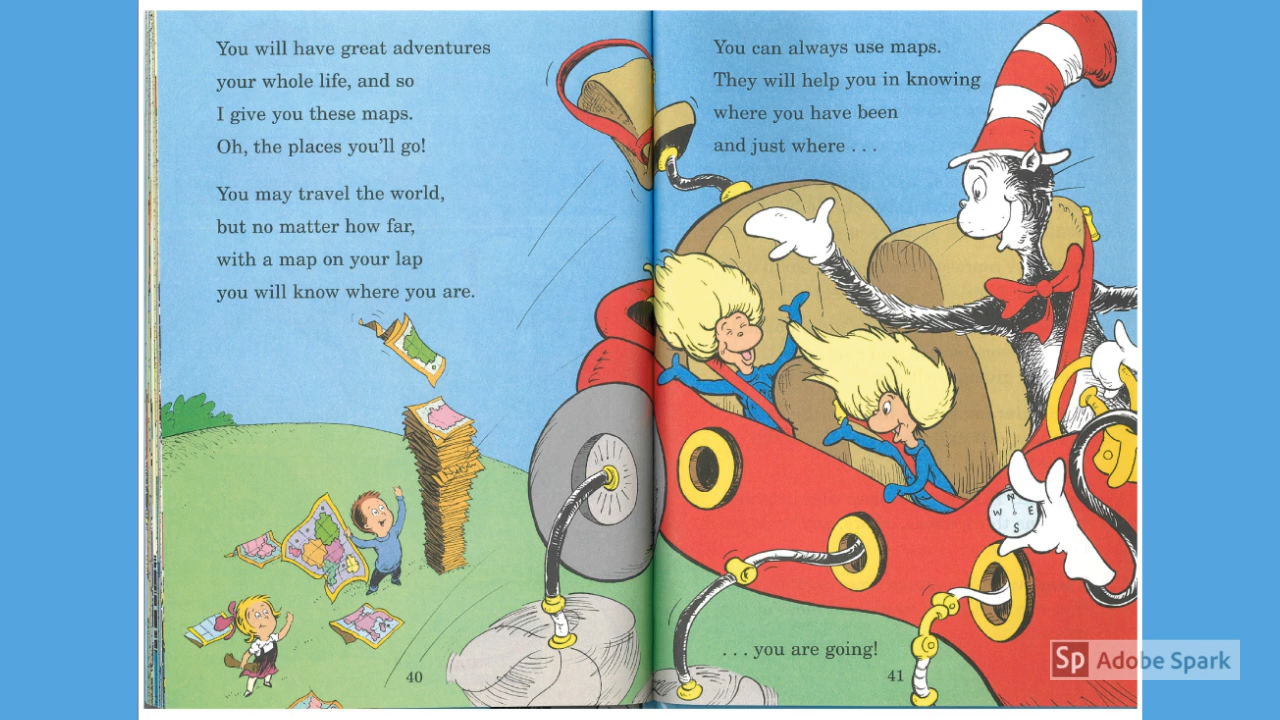 You will have great adventures
your whole life, and so
I give you these maps.
Oh, the places you'll go!
You may travel the world,
but no matter how far,
with a map on your lap
you will know where you are.
40
You can always use maps.
They will help you in knowing
where you have been
and just where . . .
N
W E
S
. . . you are going!
41
Sp Adobe Spark